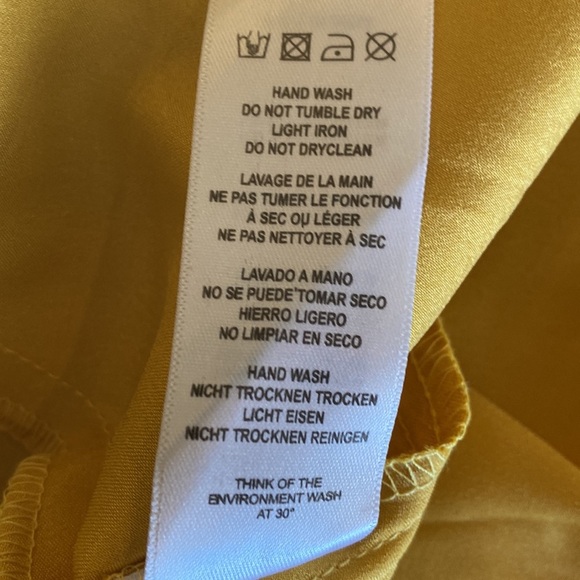 HAND WASH
DO NOT TUMBLE DRY
LIGHT IRON
DO NOT DRYCLEAN
LAVAGE DE LA MAIN
NE PAS TUMER LE FONCTION
À SEC OU LÉGER
NE PAS NETTOYER À SEC
LAVADO A MANO
NO SE PUEDE TOMAR SECO
HIERRO LIGERO
NO LIMPIAR EN SECO
HAND WASH
NICHT TROCKNEN TROCKEN
LICHT EISEN
NICHT TROCKNEN REINIGEN
THINK OF THE
ENVIRONMENT WASH
AT 30°